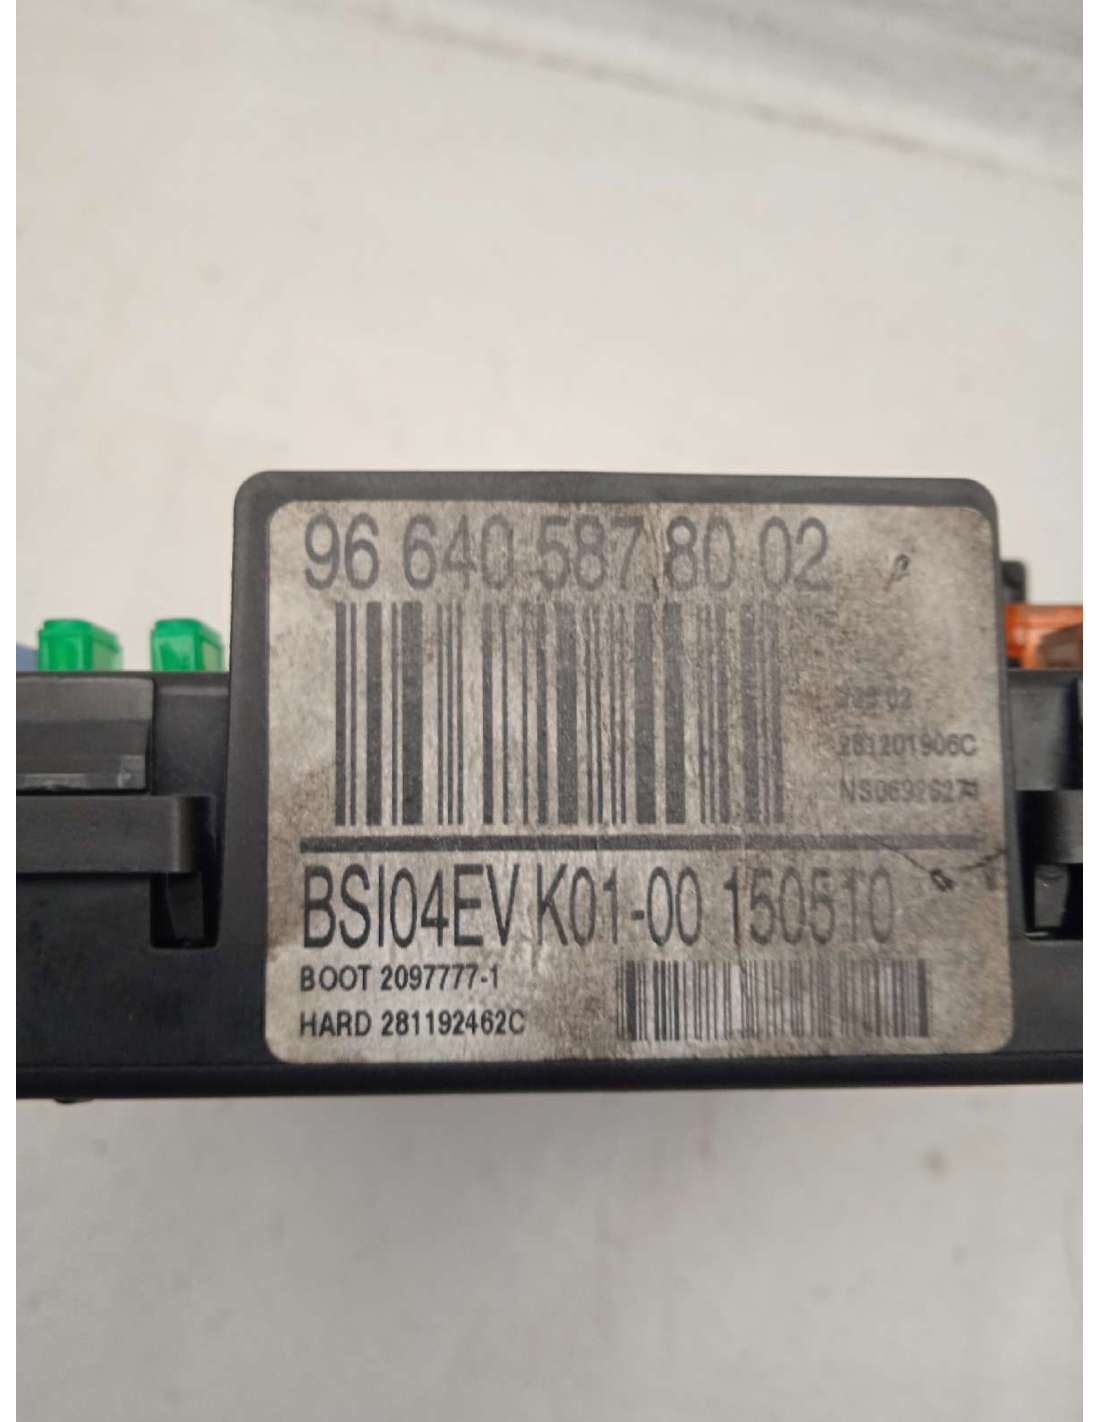 96 640 587 80 02
281201906C
BSI04EV K01-00 150510
BOOT 2097777-1
HARD 281192462C